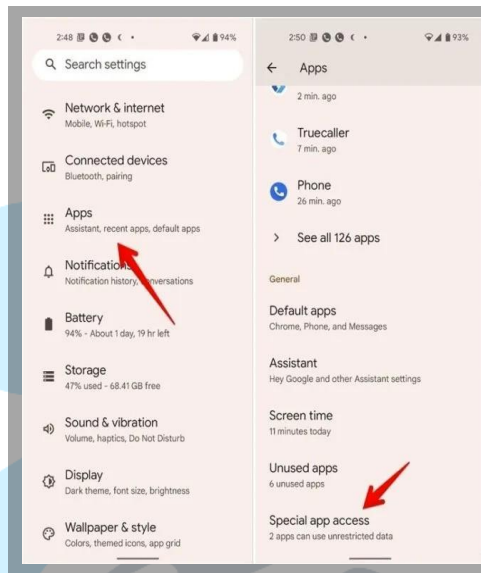 2:48
94%
Search settings
Network & internet
Mobile, Wi-Fi, hotspot
Connected devices
Bluetooth, pairing
Apps
Assistant, recent apps, default apps
Notifications
Notification history, conversations
Battery
94% - About 1 day, 19 hr left
Storage
47% used - 68.41 GB free
Sound & vibration
Volume, haptics, Do Not Disturb
Display
Dark theme, font size, brightness
Wallpaper & style
Colors, themed icons, app grid
2:50
93%
Apps
2 min. ago
Truecaller
7 min. ago
Phone
26 min. ago
See all 126 apps
General
Default apps
Chrome, Phone, and Messages
Assistant
Hey Google and other Assistant settings
Screen time
11 minutes today
Unused apps
6 unused apps
Special app access
2 apps can use unrestricted data